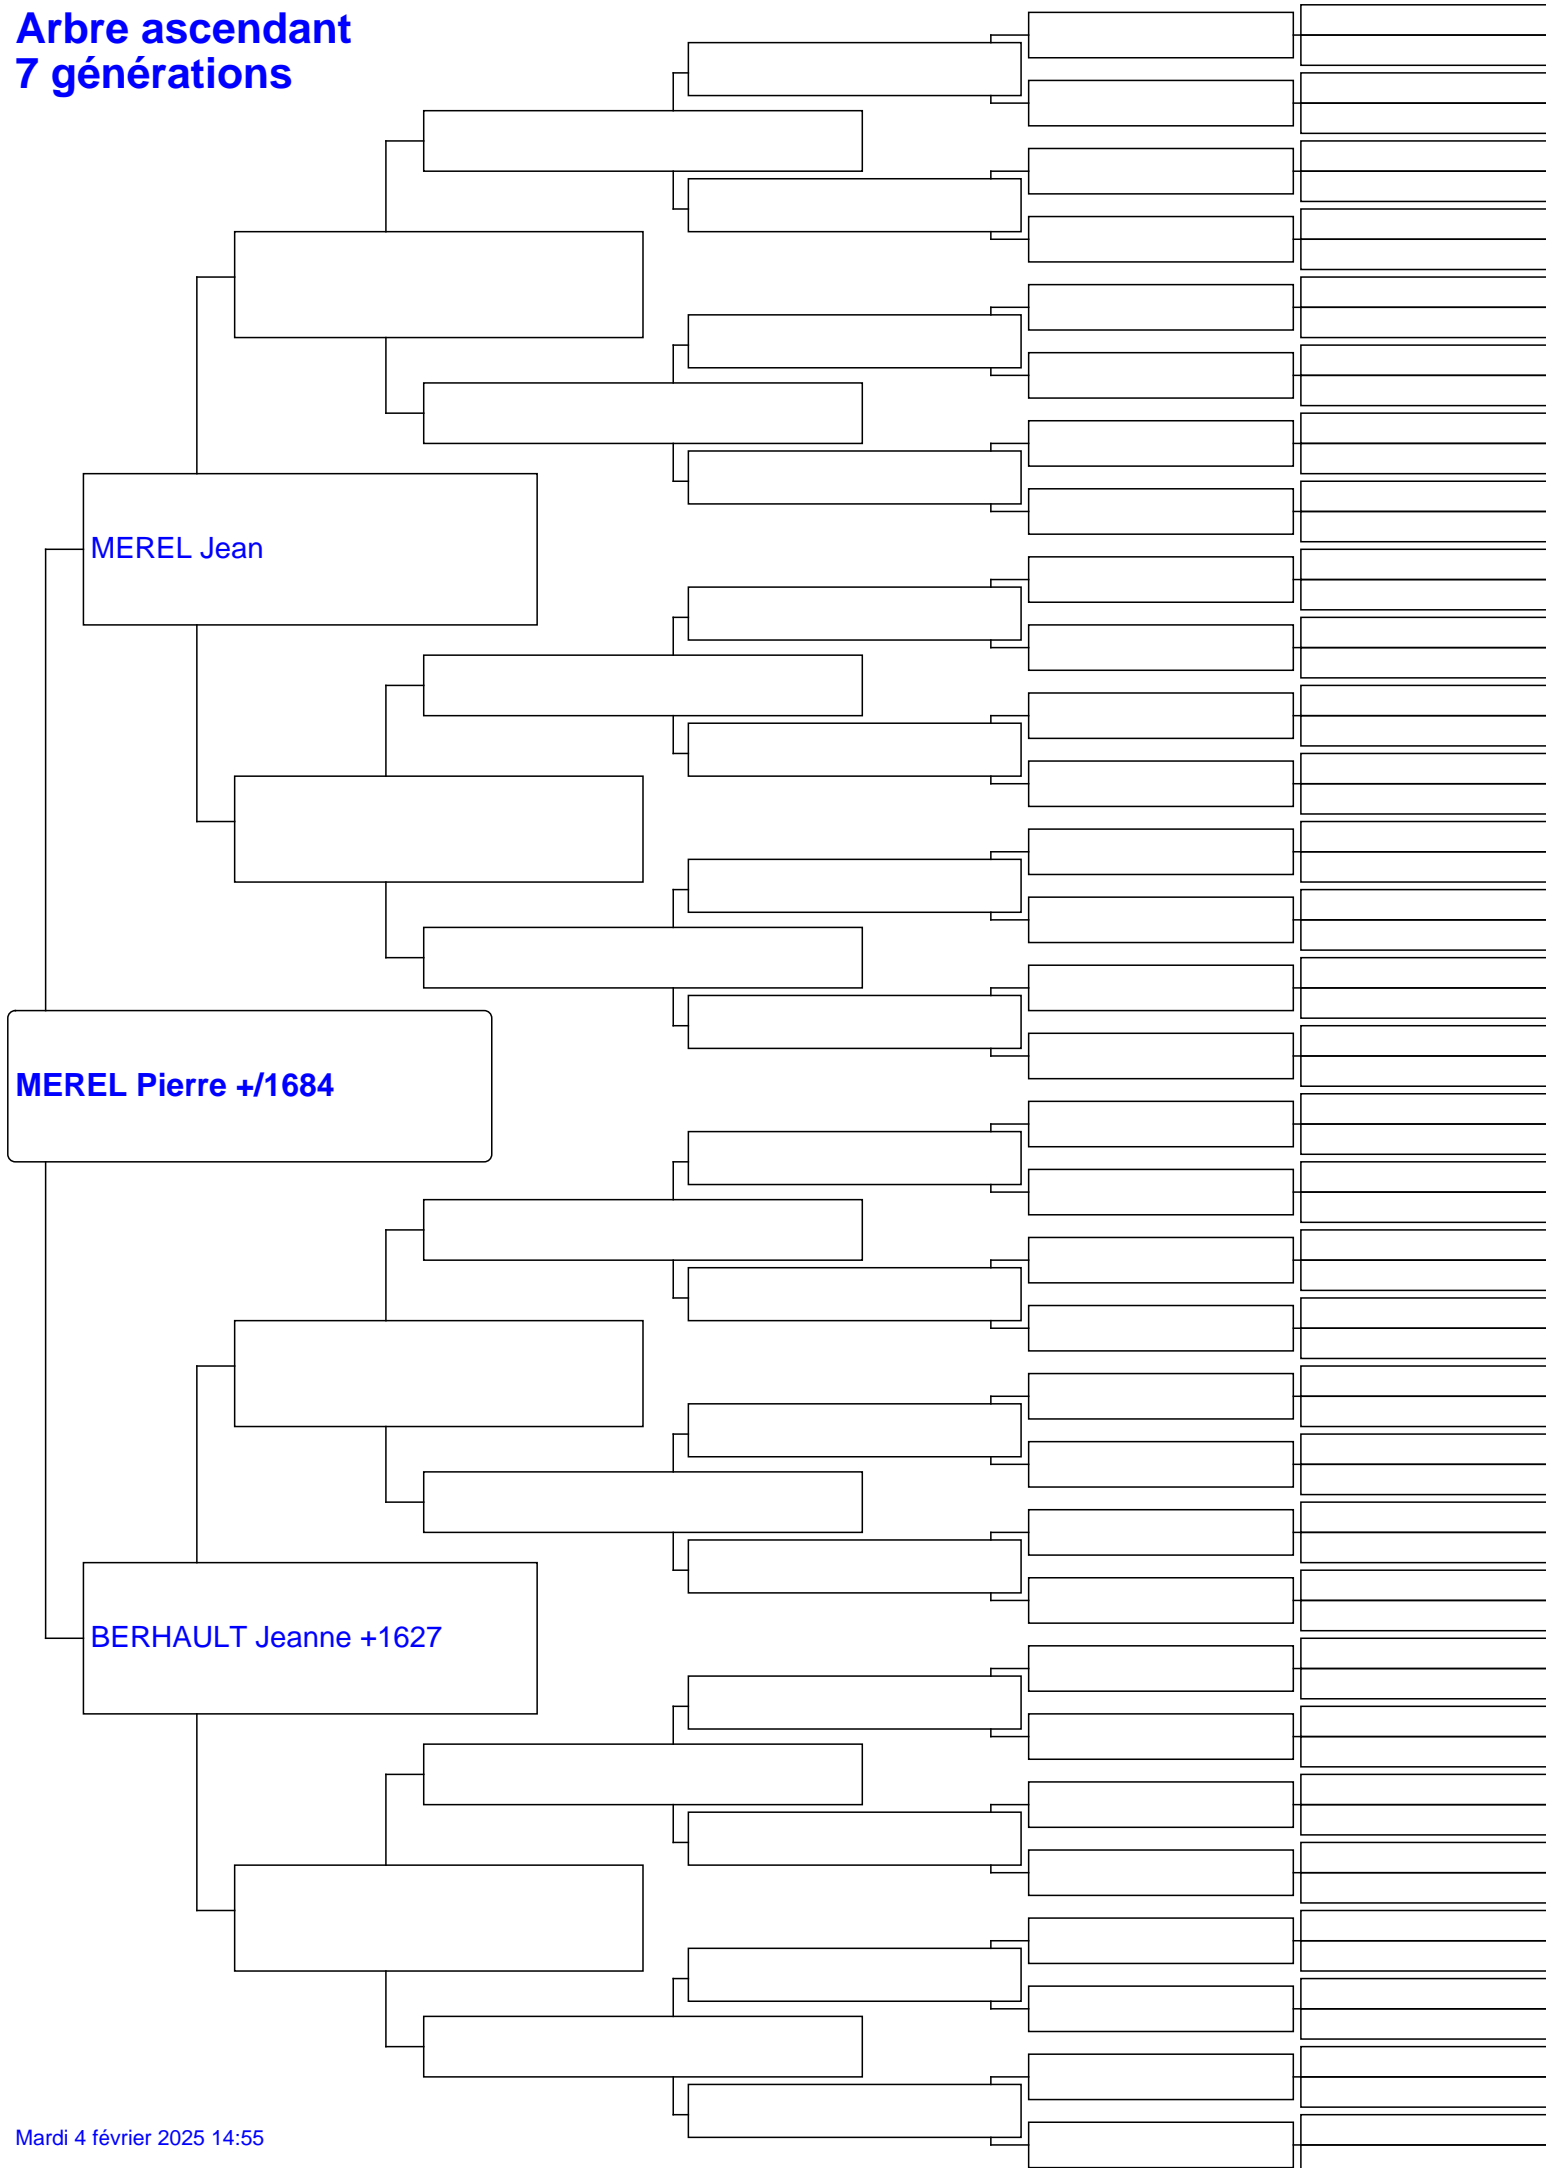 Arbre ascendant
7 générations
MEREL Jean
MEREL Pierre +/1684
BERHAULT Jeanne +1627
Mardi 4 février 2025 14:55